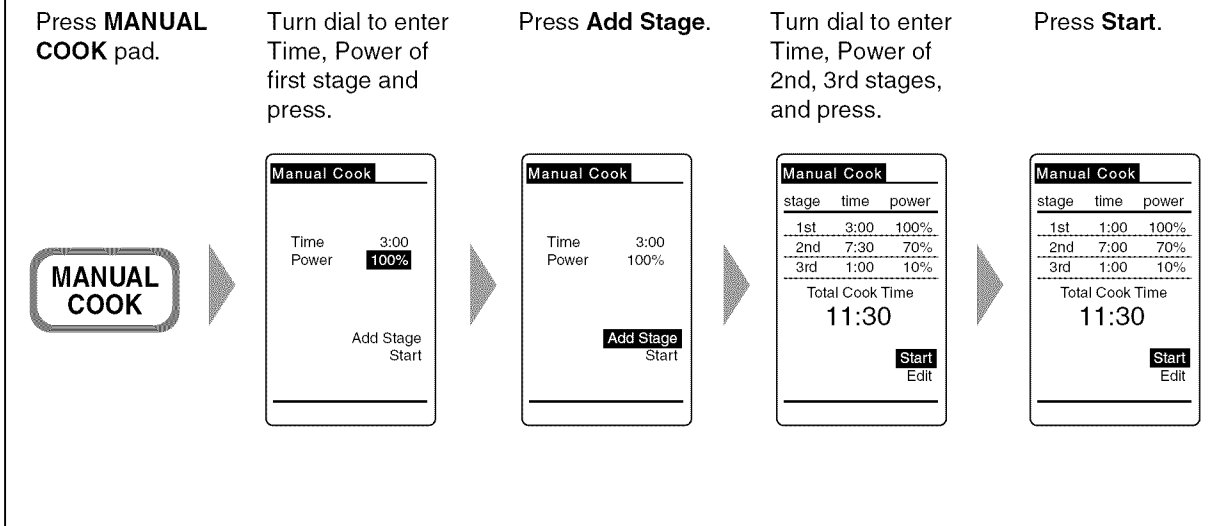 Press MANUAL
COOK pad.
Turn dial to enter
Time, Power of
first stage and
press.
Press Add Stage.
Turn dial to enter
Time, Power of
2nd, 3rd stages,
and press.
Press Start.
MANUAL
COOK
Manual Cook
Time 3:00
Power 100%
Add Stage
Start
Manual Cook
Time 3:00
Power 100%
Add Stage
Start
Manual Cook
stage time power
1st 3:00 100%
2nd 7:30 70%
3rd 1:00 10%
Total Cook Time
11:30
Start
Edit
Manual Cook
stage time power
1st 1:00 100%
2nd 7:00 70%
3rd 1:00 10%
Total Cook Time
11:30
Start
Edit